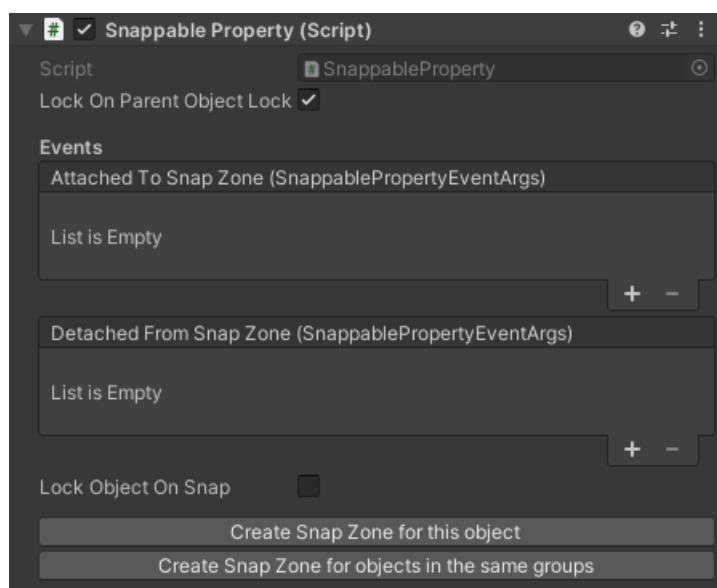 Snappable Property (Script)
Script SnappableProperty
Lock On Parent Object Lock
Events
Attached To Snap Zone (SnappablePropertyEventArgs)
List is Empty
Detached From Snap Zone (SnappablePropertyEventArgs)
List is Empty
Lock Object On Snap
Create Snap Zone for this object
Create Snap Zone for objects in the same groups